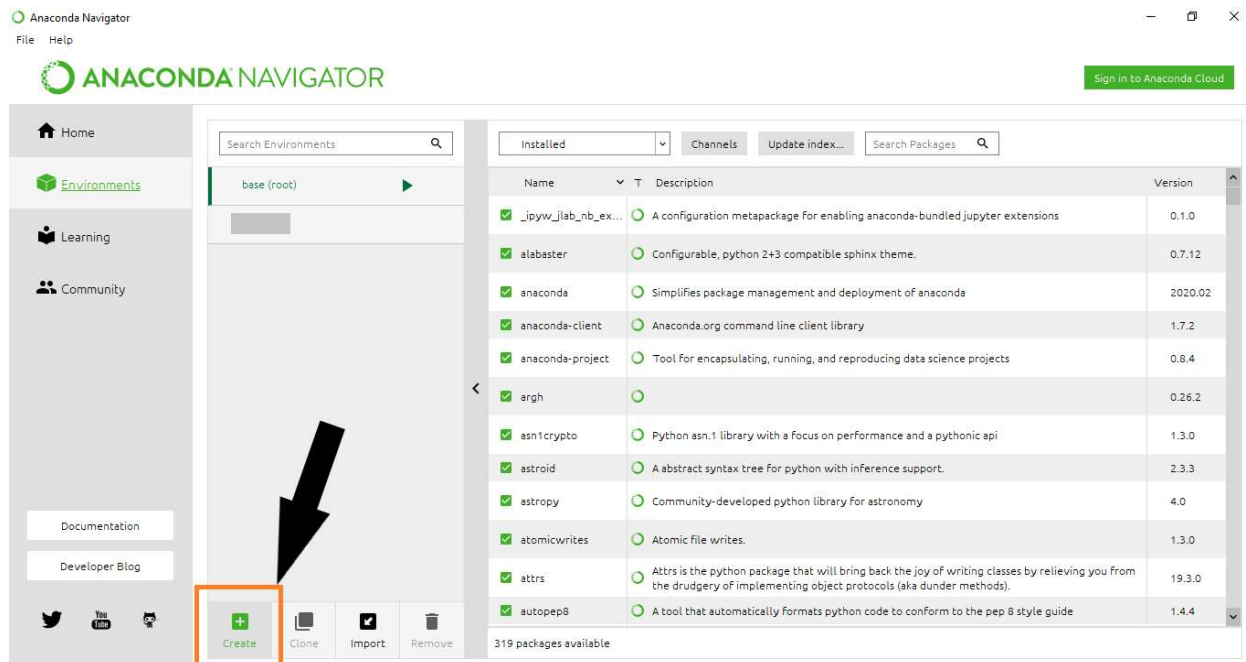 Anaconda Navigator
File Help
ANACONDA NAVIGATOR
Sign in to Anaconda Cloud
Home
Environments
Learning
Community
Documentation
Developer Blog
You
Tube
Search Environments
base (root)
Create Clone Import Remove
Installed Channels Update index... Search Packages
Name T Description Version
_ipyw_jlab_nb_ex... A configuration metapackage for enabling anaconda-bundled jupyter extensions 0.1.0
alabaster Configurable, python 2+3 compatible sphinx theme. 0.7.12
anaconda Simplifies package management and deployment of anaconda 2020.02
anaconda-client Anaconda.org command line client library 1.7.2
anaconda-project Tool for encapsulating, running, and reproducing data science projects 0.8.4
argh 0.26.2
asn1crypto Python asn.1 library with a focus on performance and a pythonic api 1.3.0
astroid A abstract syntax tree for python with inference support. 2.3.3
astropy Community-developed python library for astronomy 4.0
atomicwrites Atomic file writes. 1.3.0
attrs Attrs is the python package that will bring back the joy of writing classes by relieving you from
the drudgery of implementing object protocols (aka dunder methods). 19.3.0
autopep8 A tool that automatically formats python code to conform to the pep 8 style guide 1.4.4
319 packages available